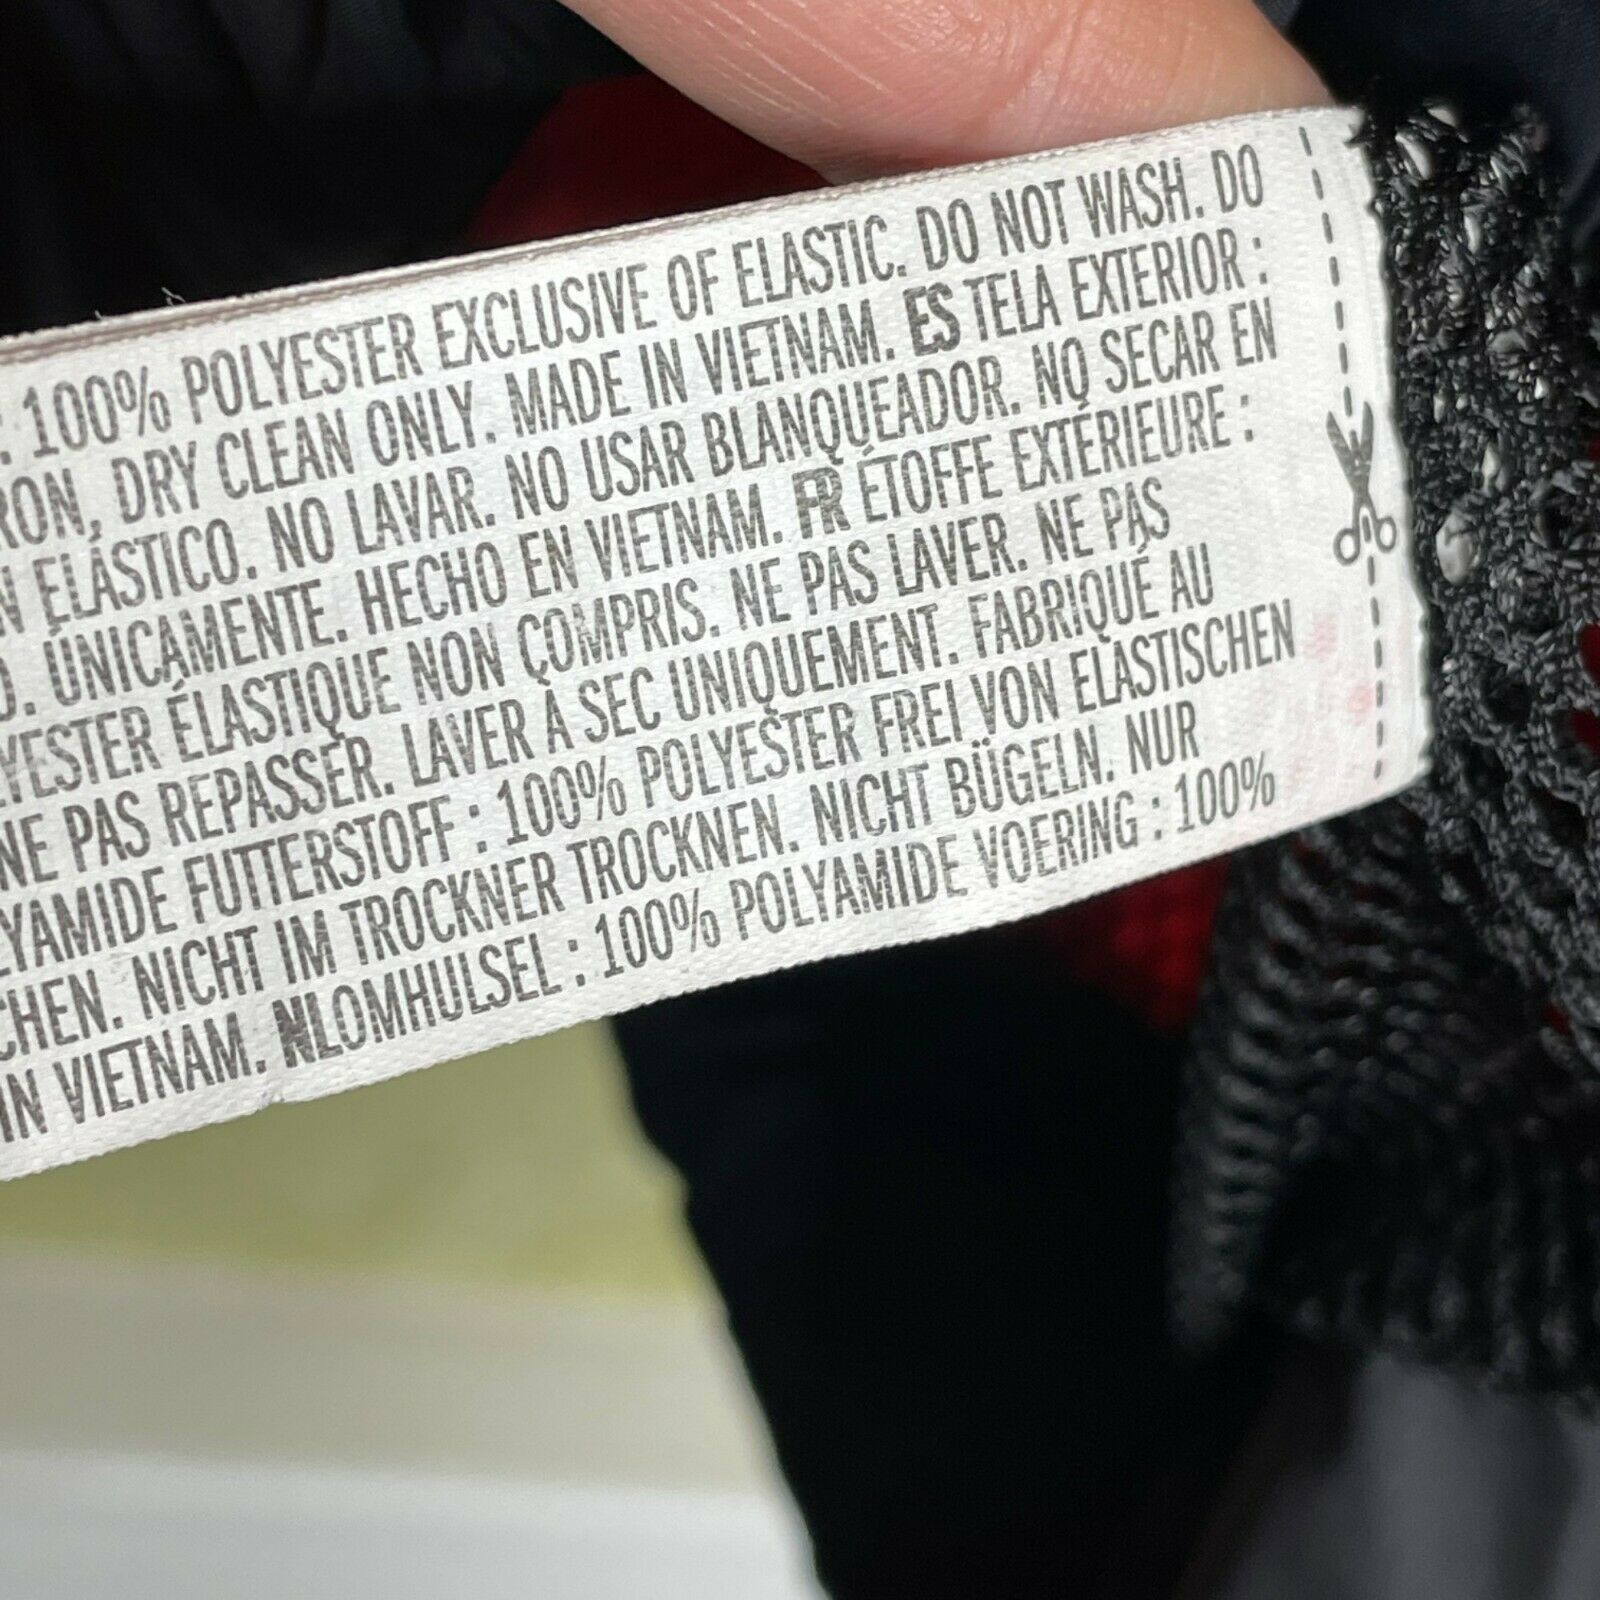 : 100% POLYESTER EXCLUSIVE OF ELASTIC. DO NOT WASH. DO
RON, DRY CLEAN ONLY. MADE IN VIETNAM. ES TELA EXTERIOR :
N ELÁSTICO. NO LAVAR. NO USAR BLANQUEADOR. NO SECAR EN
O. ÚNICAMENTE. HECHO EN VIETNAM. FR ÉTOFFE EXTÉRIEURE :
LYESTER ÉLASTIQUE NON COMPRIS. NE PAS LAVER. NE PAS
NE PAS REPASSER. LAVER À SEC UNIQUEMENT. FABRIQUÉ AU
LYAMIDE FUTTERSTOFF : 100% POLYESTER FREI VON ELASTISCHEN
CHEN. NICHT IM TROCKNER TROCKNEN. NICHT BÜGELN. NUR
IN VIETNAM. NLOMHULSEL : 100% POLYAMIDE VOERING : 100%